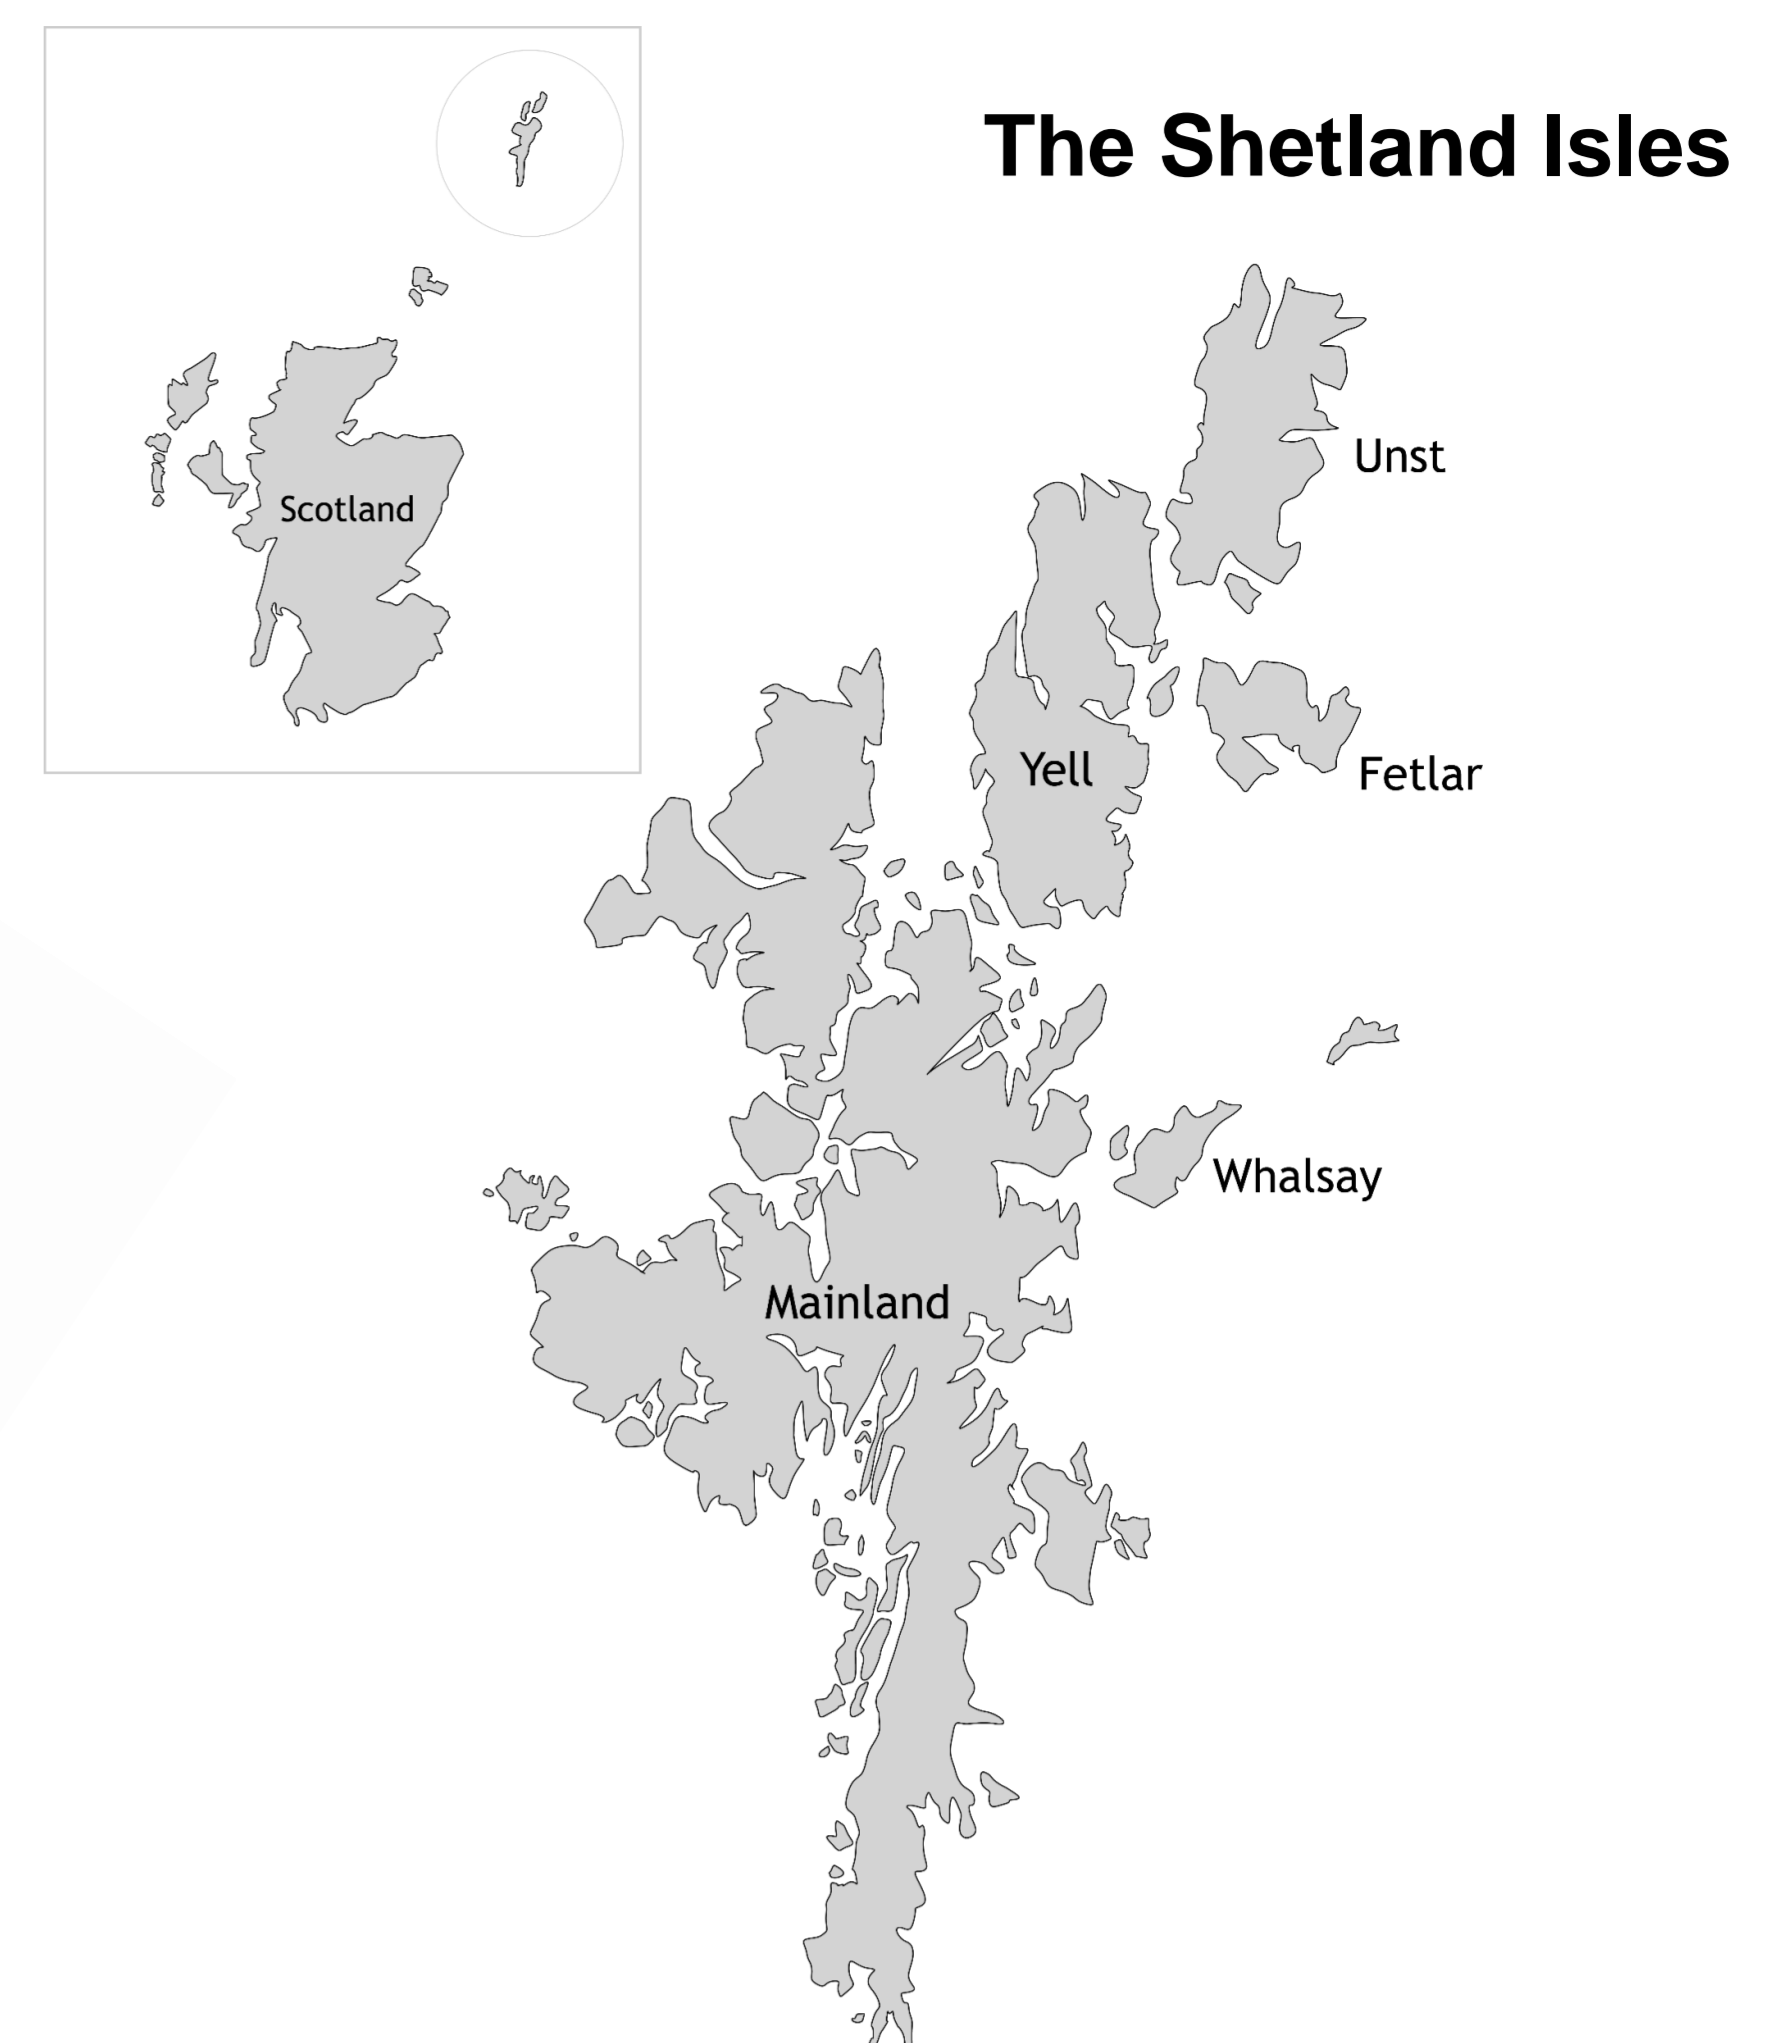 The Shetland Isles
Unst
Scotland
Yell
Fetlar
Whalsay
Mainland